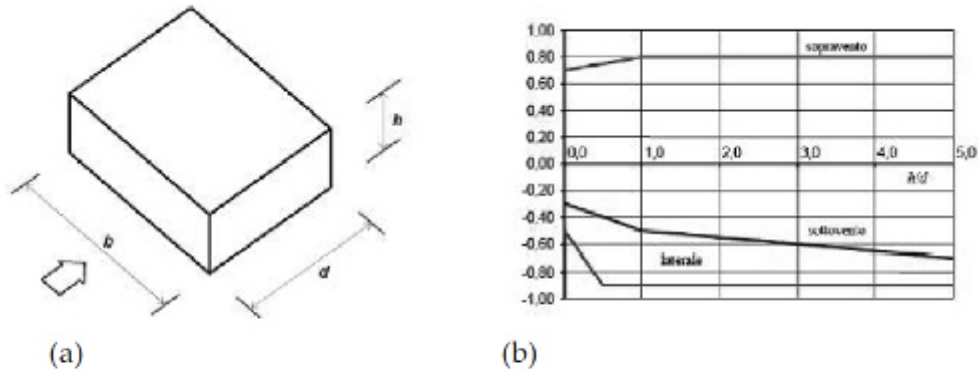 h
b
d
(a)
1,00
0,80
0,60
0,40
0,20
0,00
-0,20
-0,40
-0,60
-0,80
-1,00
0,0 1,0 2,0 3,0 4,0 5,0
h/d
sopravento
sottovento
laterale
(b)